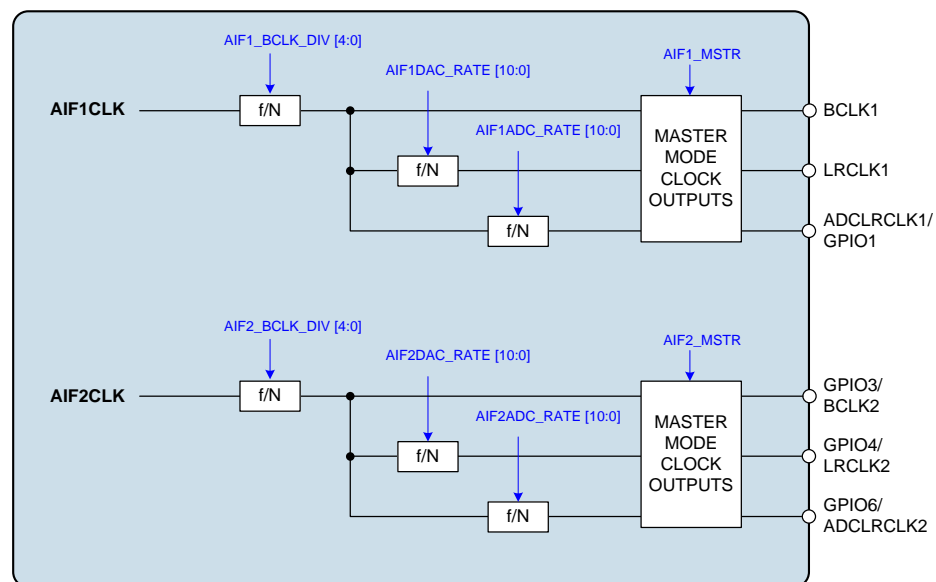 AIF1_BCLK_DIV [4:0]
AIF1DAC_RATE [10:0]
AIF1_MSTR
AIF1ADC_RATE [10:0]
AIF1CLK
f/N
f/N
f/N
MASTER
MODE
CLOCK
OUTPUTS
BCLK1
LRCLK1
ADCLRCLK1/
GPIO1
AIF2_BCLK_DIV [4:0]
AIF2DAC_RATE [10:0]
AIF2_MSTR
AIF2ADC_RATE [10:0]
AIF2CLK
f/N
f/N
f/N
MASTER
MODE
CLOCK
OUTPUTS
GPIO3/
BCLK2
GPIO4/
LRCLK2
GPIO6/
ADCLRCLK2